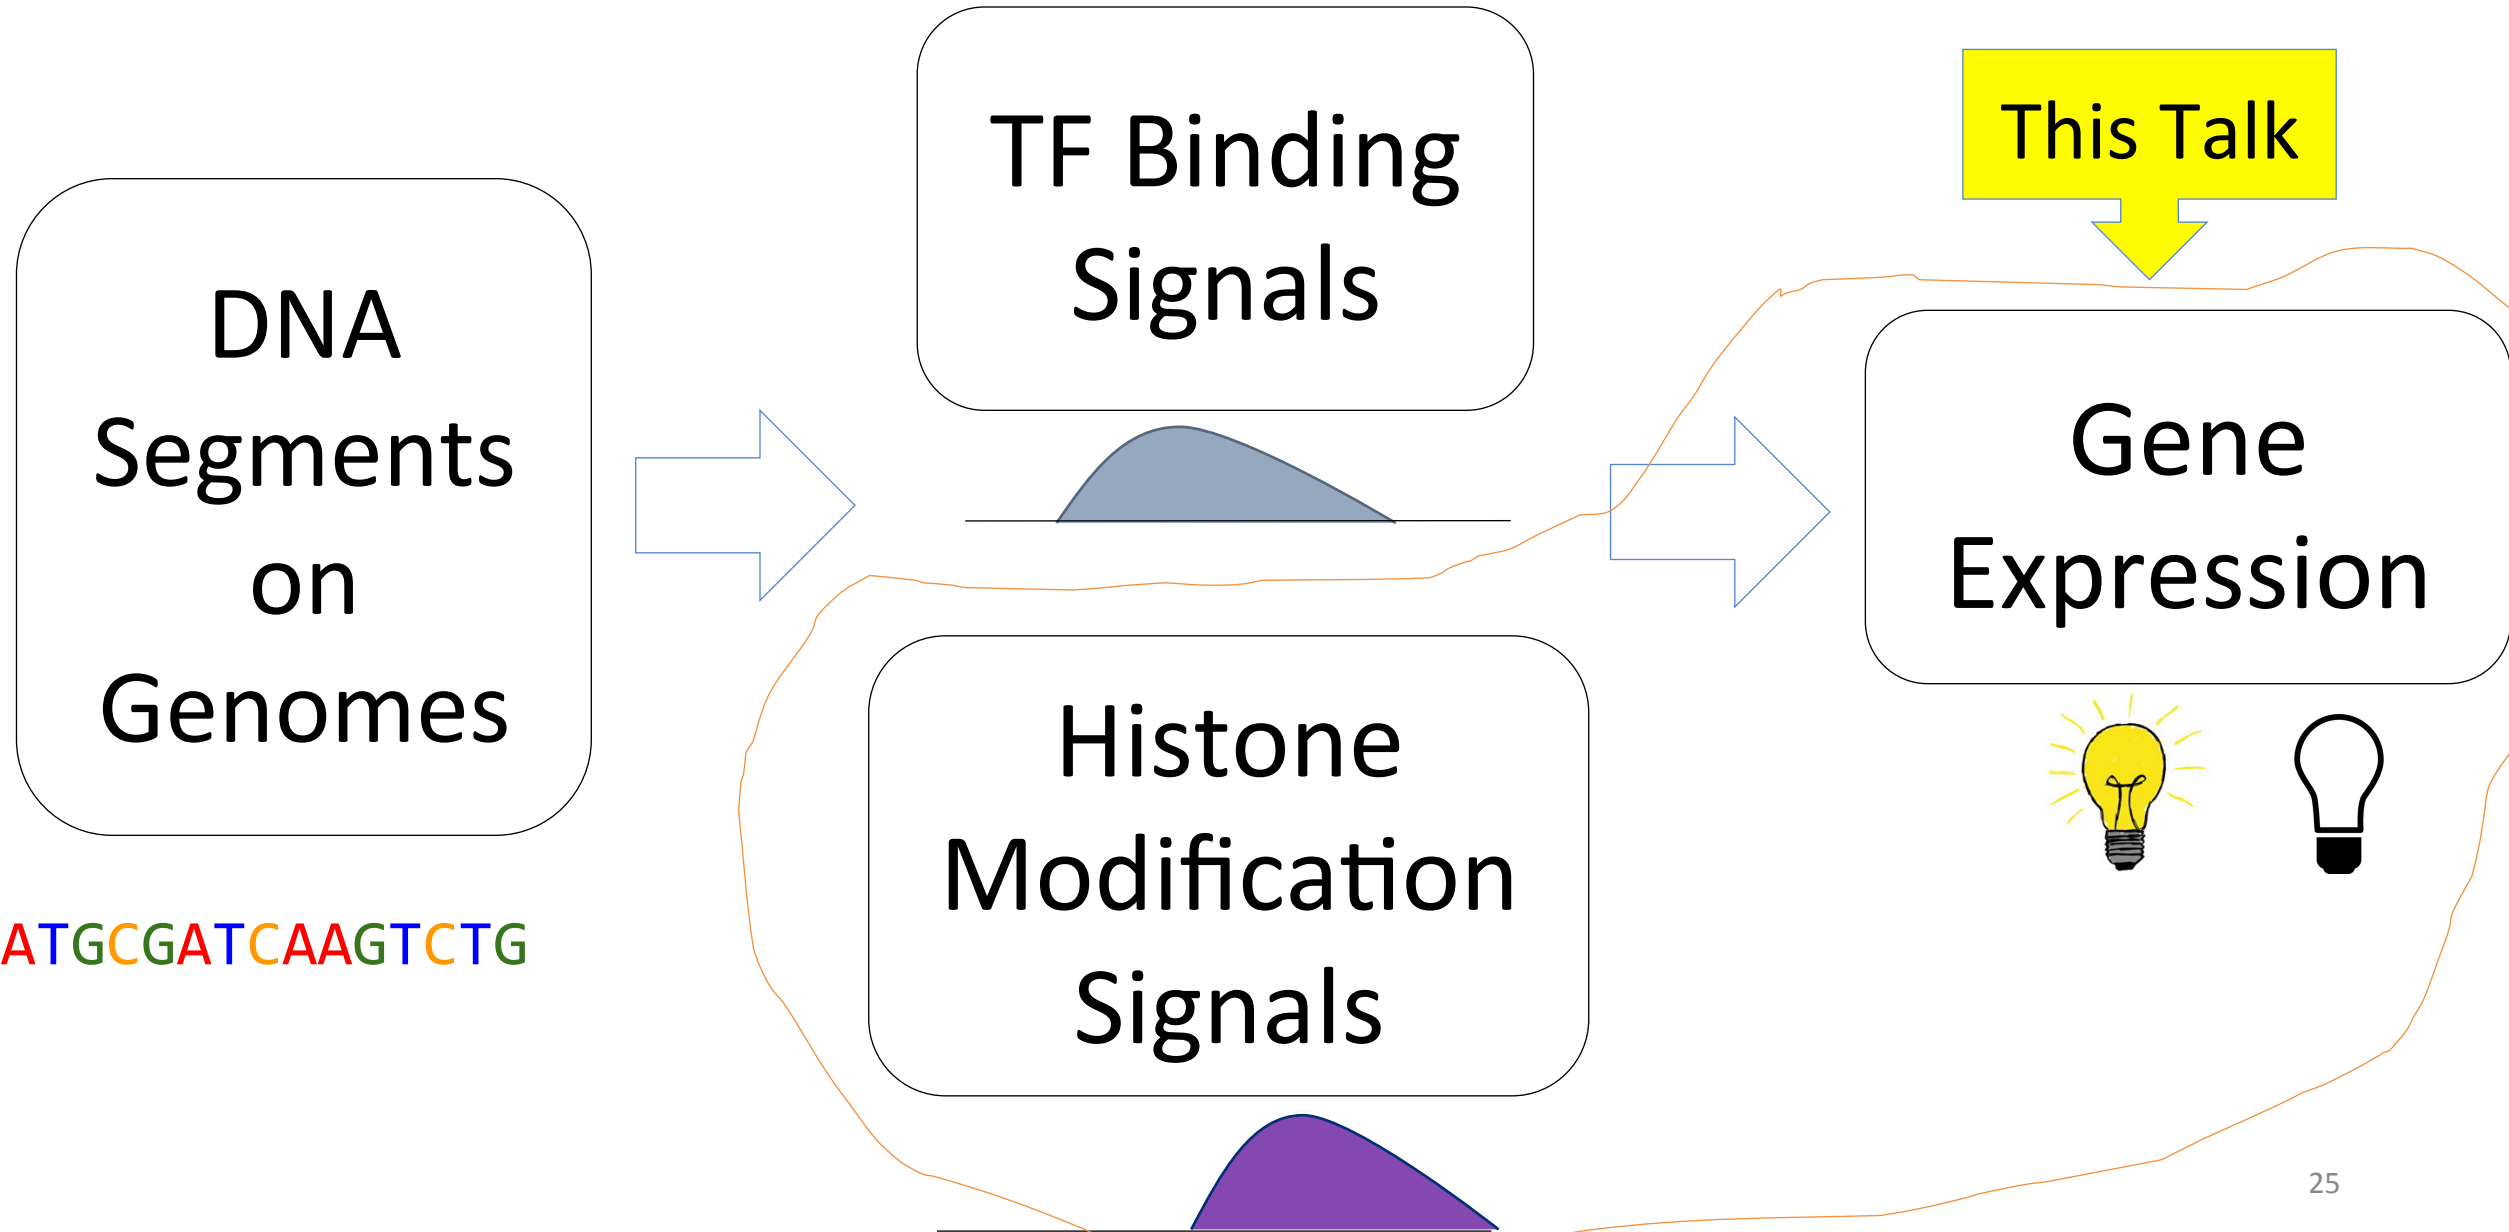 DNA
Segments
on
Genomes
ATGCGATCAAGTCTG
TF Binding
Signals
Histone
Modification
Signals
This Talk
Gene
Expression
25